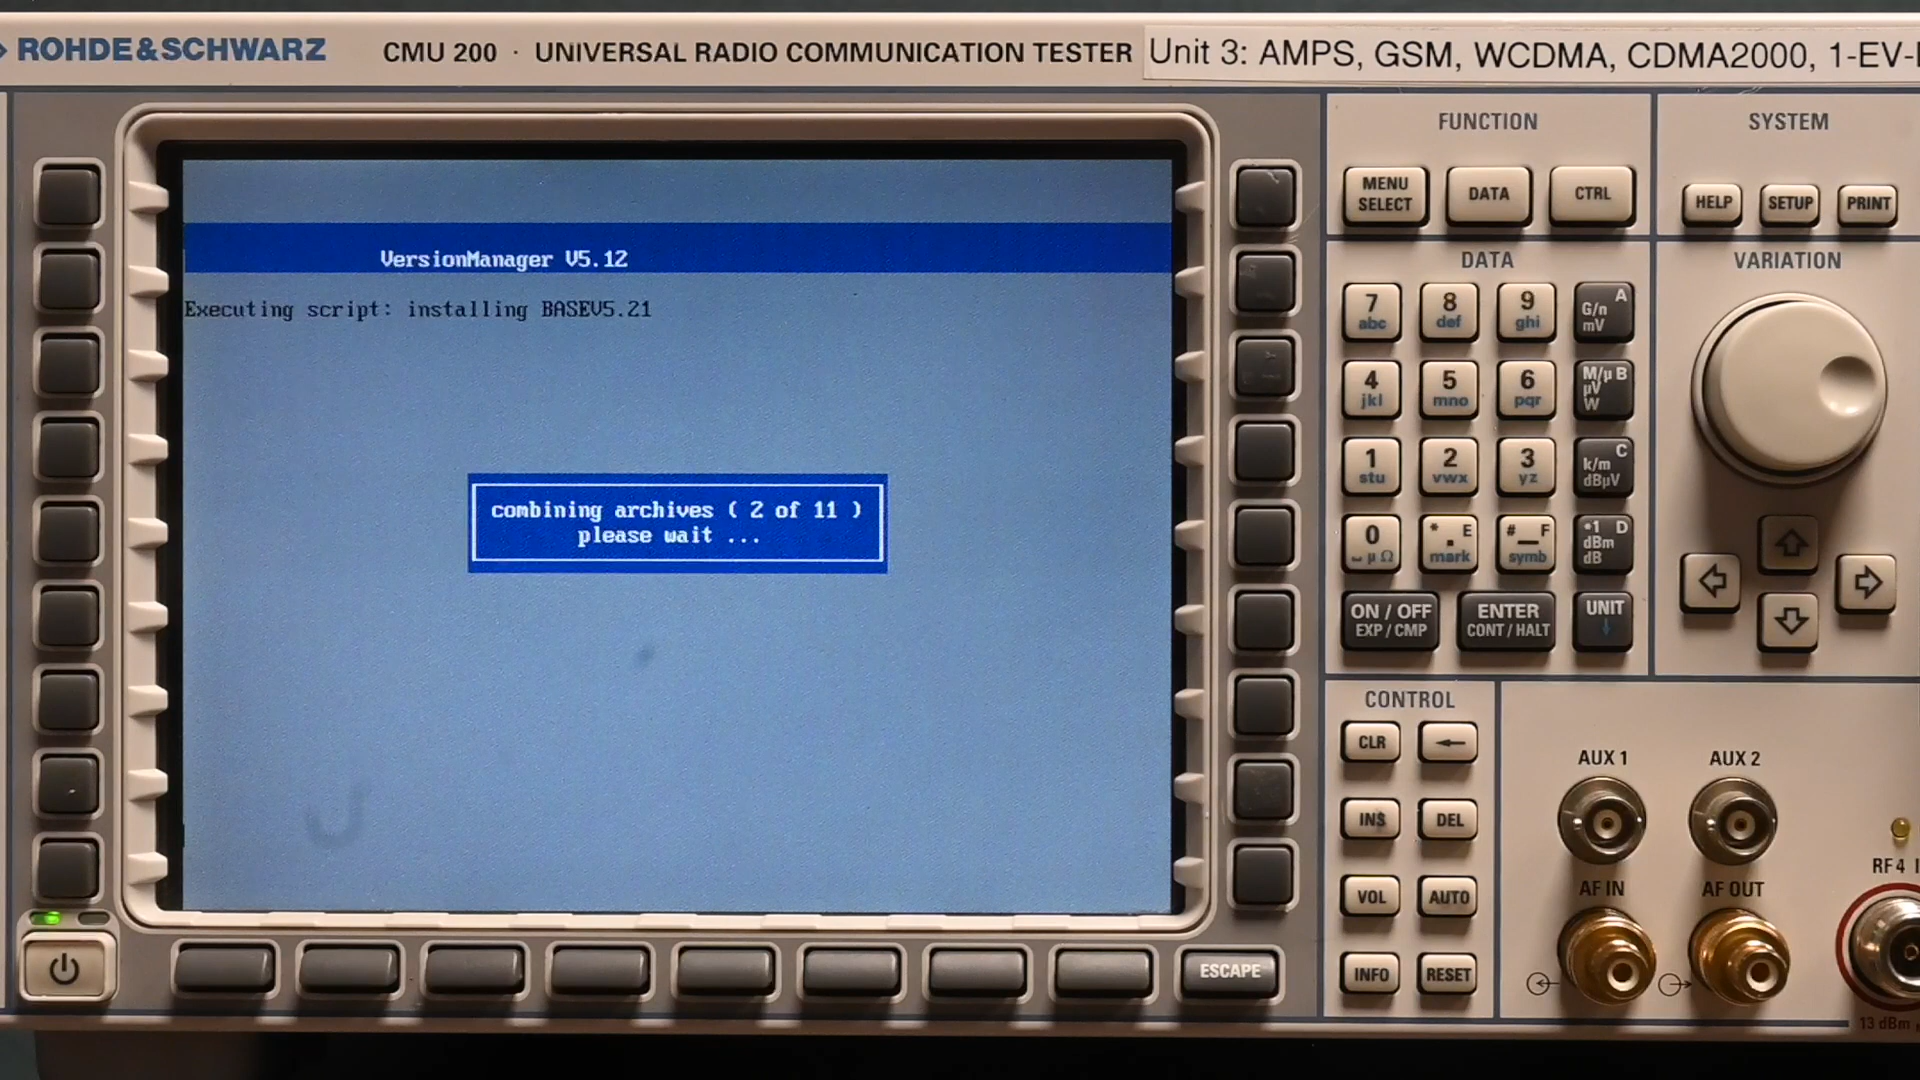 ROHDE&SCHWARZ CMU 200 · UNIVERSAL RADIO COMMUNICATION TESTER Unit 3: AMPS, GSM, WCDMA, CDMA2000, 1-EV-
VersionManager V5.12
Executing script: installing BASEV5.21
combining archives ( 2 of 11 )
please wait ...
ESCAPE
FUNCTION
MENU SELECT
DATA
CTRL
SYSTEM
HELP
SETUP
PRINT
DATA
7 abc
8 def
9 ghi
G/n mV A
4 jkl
5 mno
6 pqr
M/µ µV W B
1 stu
2 vwx
3 yz
k/m dBµV C
0 ␣ µ Ω
* . E mark
# _ F symb
•1 D dBm dB
ON / OFF EXP / CMP
ENTER CONT / HALT
UNIT ↓
VARIATION
CONTROL
CLR
INS
DEL
VOL
AUTO
INFO
RESET
AUX 1
AUX 2
AF IN
AF OUT
RF 4
13 dBm